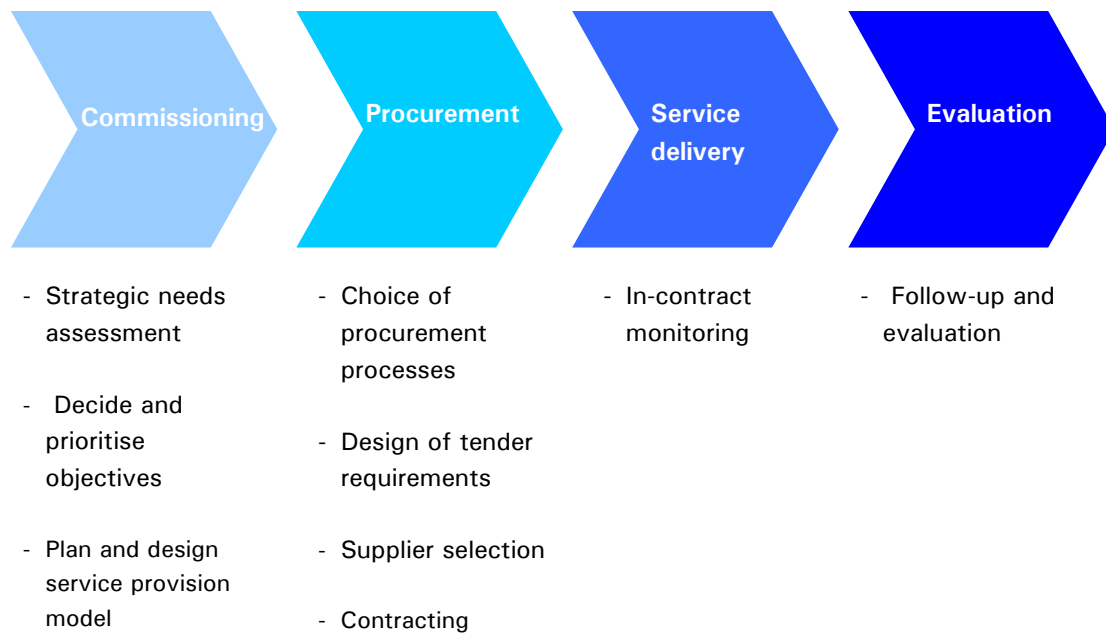 Commissioning
Procurement
Service
delivery
Evaluation
- Strategic needs
assessment
- Decide and
prioritise
objectives
- Plan and design
service provision
model
- Choice of
procurement
processes
- Design of tender
requirements
- Supplier selection
- Contracting
- In-contract
monitoring
- Follow-up and
evaluation